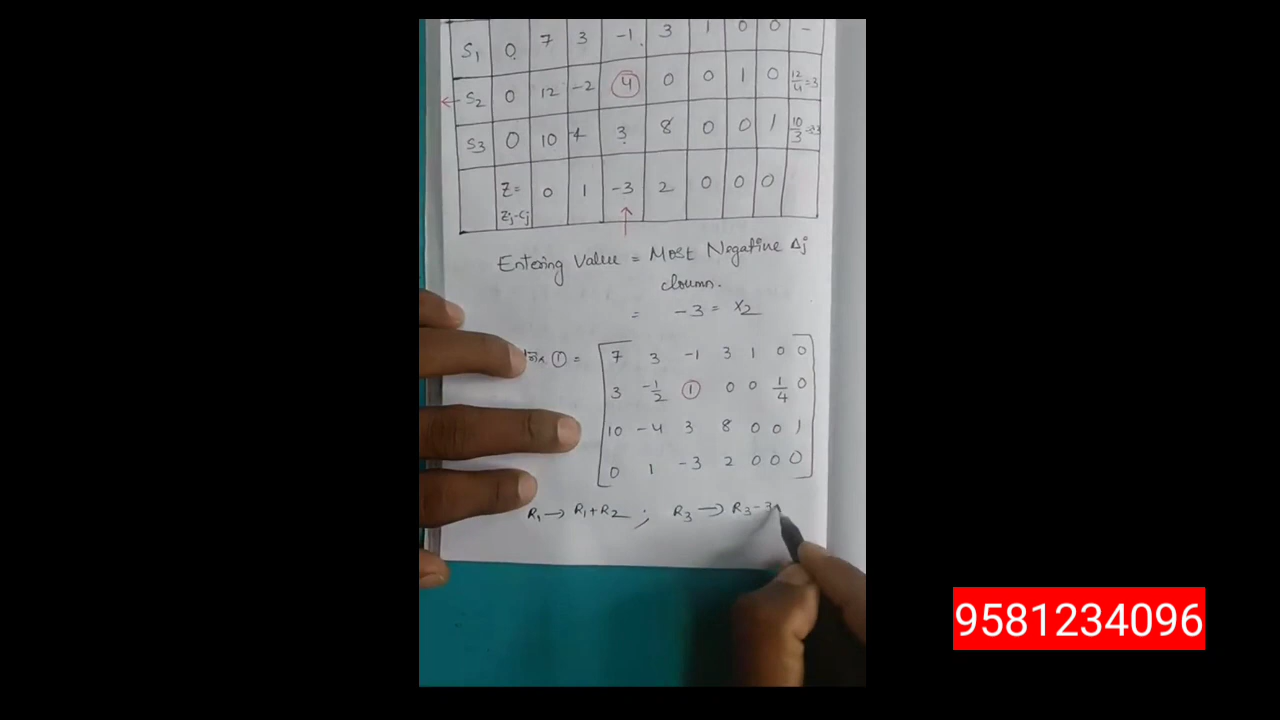 S1 0 7 3 -1 3 1 0 0 -
S2 0 12 -2 4 0 0 1 0 12/4=3
S3 0 10 -4 3 8 0 0 1 10/3
Z= 0 1 -3 2 0 0 0
Zj-Cj
Entering Value = Most Negative Δj
cloumn.
= -3 = X2
① = 7 3 -1 3 1 0 0
3 -1/2 ① 0 0 1/4 0
10 -4 3 8 0 0 1
0 1 -3 2 0 0 0
R1 → R1+R2 ; R3 → R3-3
9581234096